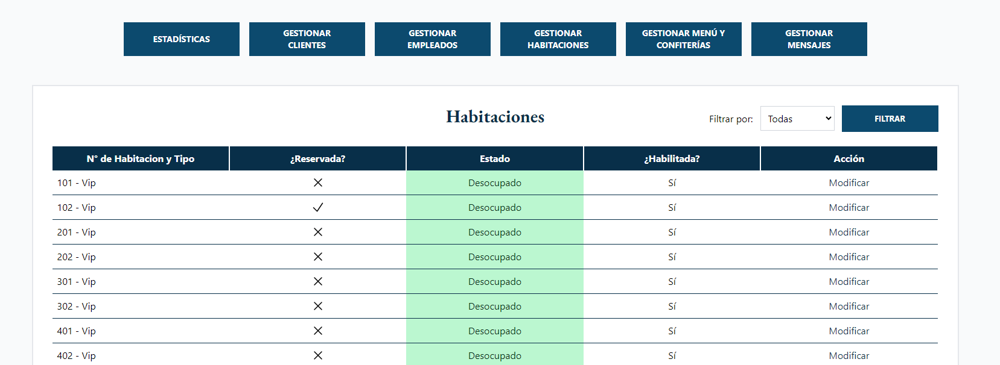 ESTADÍSTICAS
GESTIONAR
CLIENTES
GESTIONAR
EMPLEADOS
GESTIONAR
HABITACIONES
GESTIONAR MENÚ Y
CONFITERÍAS
GESTIONAR
MENSAJES
Habitaciones
Filtrar por: Todas FILTRAR
N° de Habitacion y Tipo ¿Reservada? Estado ¿Habilitada? Acción
101 - Vip Desocupado Sí Modificar
102 - Vip Desocupado Sí Modificar
201 - Vip Desocupado Sí Modificar
202 - Vip Desocupado Sí Modificar
301 - Vip Desocupado Sí Modificar
302 - Vip Desocupado Sí Modificar
401 - Vip Desocupado Sí Modificar
402 - Vip Desocupado Sí Modificar